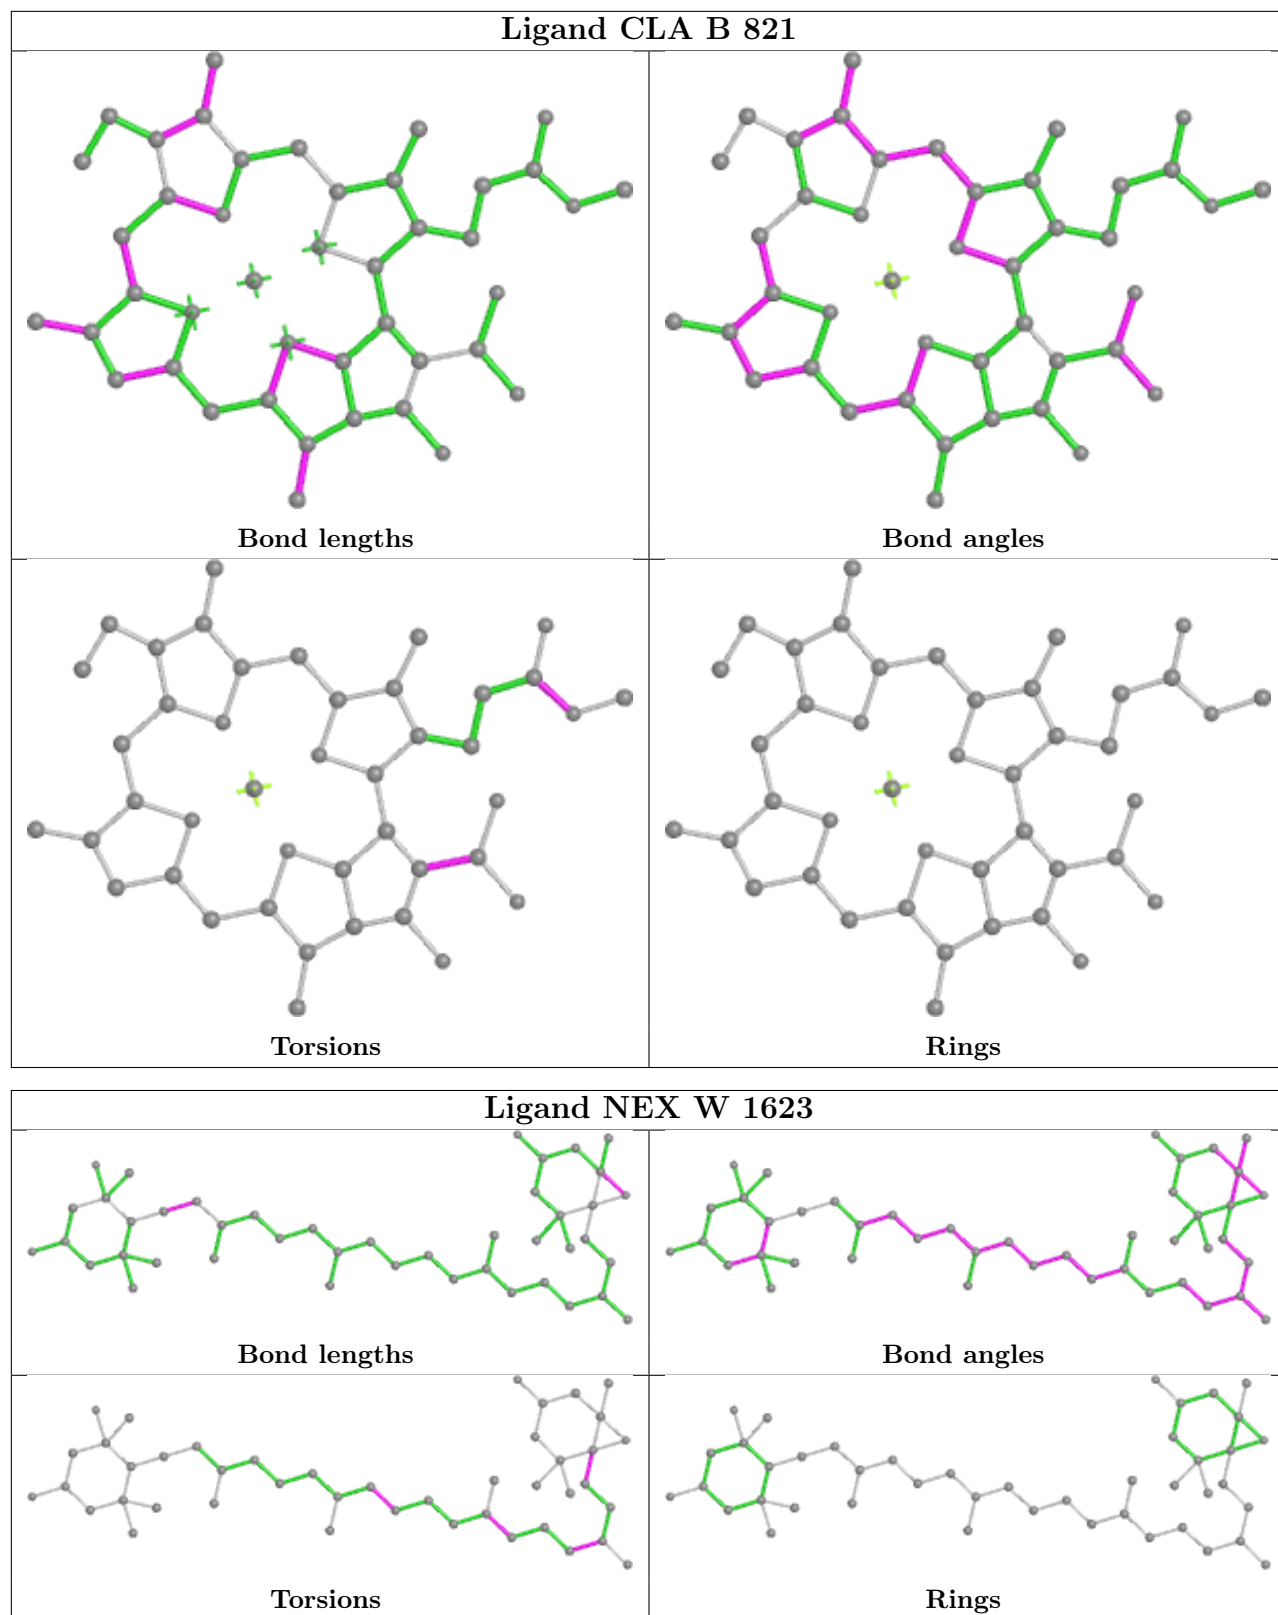 Ligand CLA B 821
Bond lengths
Bond angles
Torsions
Rings
Ligand NEX W 1623
Bond lengths
Bond angles
Torsions
Rings